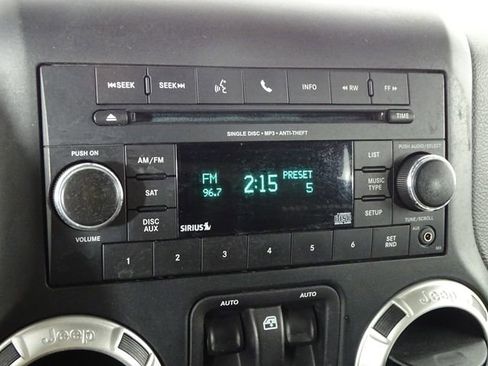 ⏮SEEK SEEK⏭ INFO ◀◀ RW FF ▶▶
TIME
SINGLE DISC • MP3 • ANTI-THEFT
PUSH ON
PUSH AUDIO/SELECT
AM/FM
SAT
DISC
AUX
FM
96.7
2:15
PRESET
5
SIRIUS
LIST
MUSIC
TYPE
SETUP
VOLUME
TUNE/SCROLL
AUX
1 2 3 4 5 6
SET
RND
AUTO AUTO
Jeep Jeep